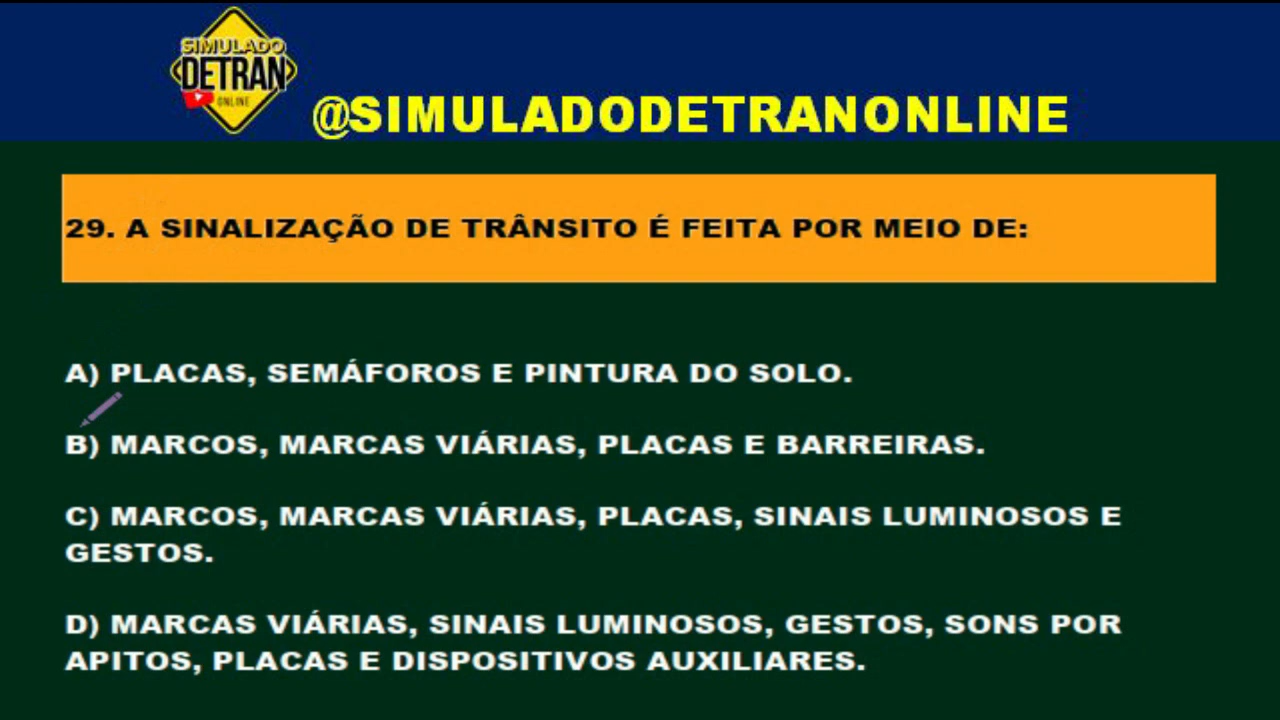 SIMULADO
DETRAN
ONLINE
@SIMULADODETRANONLINE
29. A SINALIZAÇÃO DE TRÂNSITO É FEITA POR MEIO DE:
A) PLACAS, SEMÁFOROS E PINTURA DO SOLO.
B) MARCOS, MARCAS VIÁRIAS, PLACAS E BARREIRAS.
C) MARCOS, MARCAS VIÁRIAS, PLACAS, SINAIS LUMINOSOS E
GESTOS.
D) MARCAS VIÁRIAS, SINAIS LUMINOSOS, GESTOS, SONS POR
APITOS, PLACAS E DISPOSITIVOS AUXILIARES.